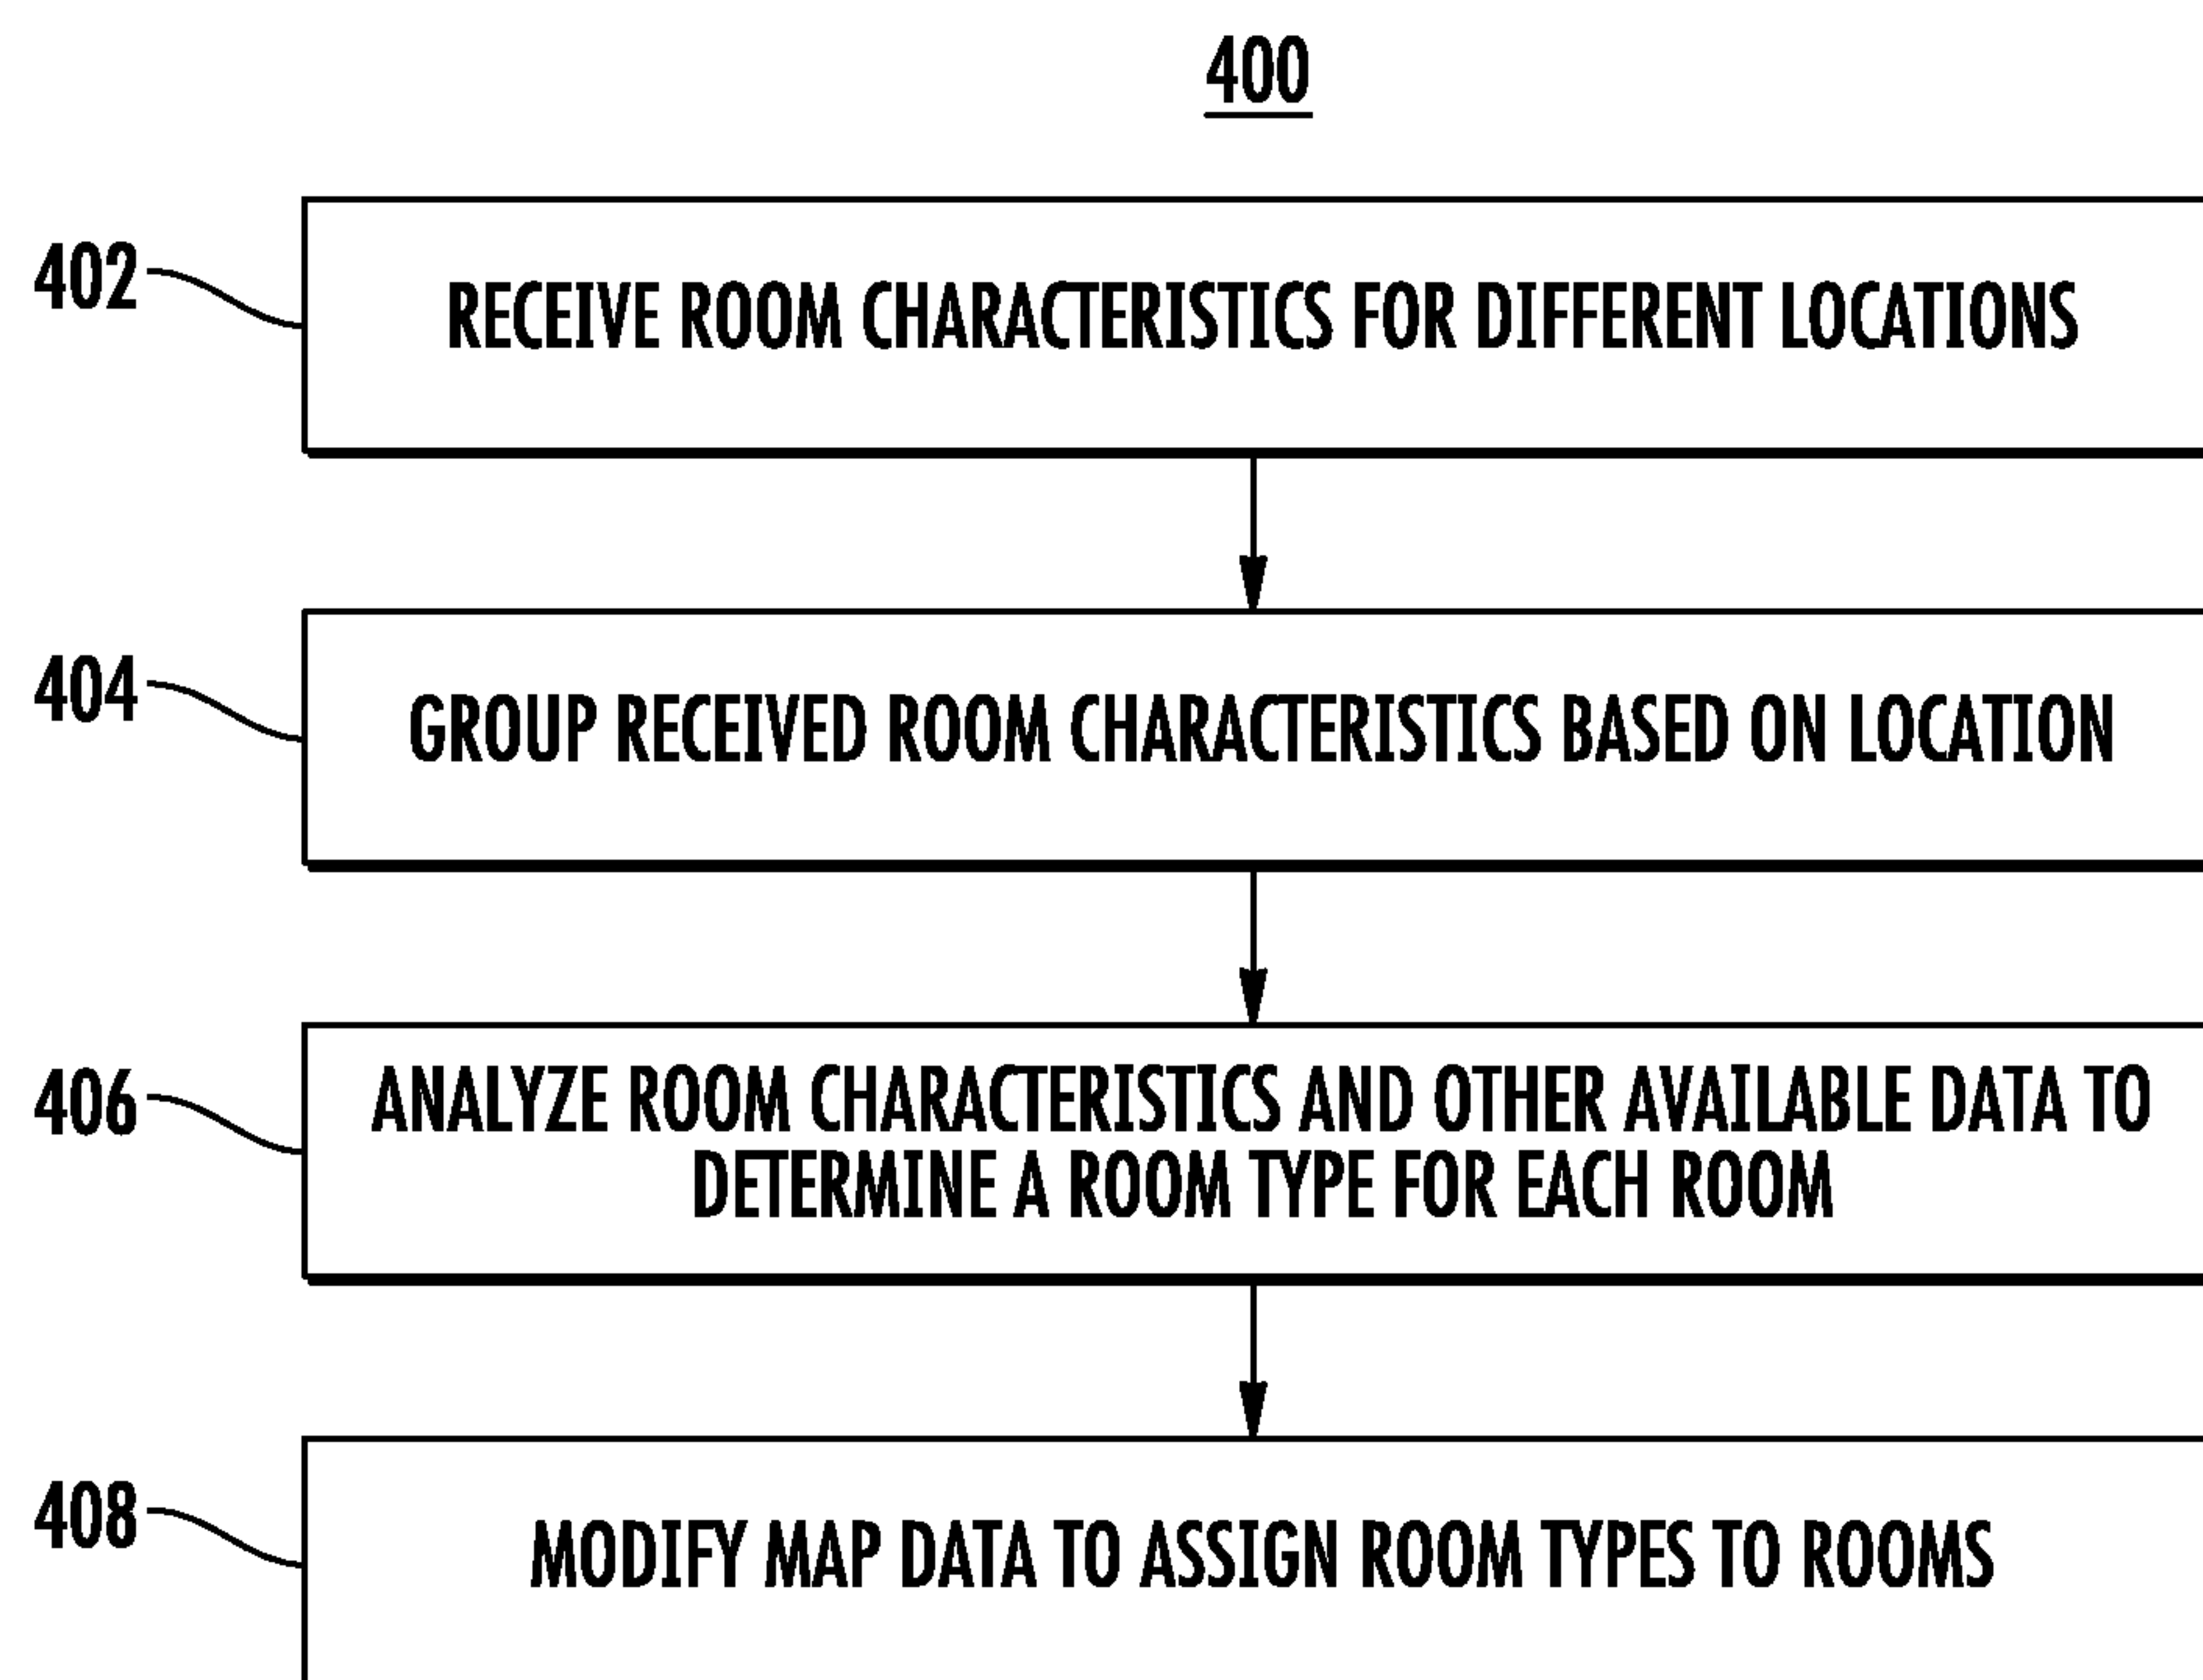 400
402
RECEIVE ROOM CHARACTERISTICS FOR DIFFERENT LOCATIONS
404
GROUP RECEIVED ROOM CHARACTERISTICS BASED ON LOCATION
406
ANALYZE ROOM CHARACTERISTICS AND OTHER AVAILABLE DATA TO
DETERMINE A ROOM TYPE FOR EACH ROOM
408
MODIFY MAP DATA TO ASSIGN ROOM TYPES TO ROOMS